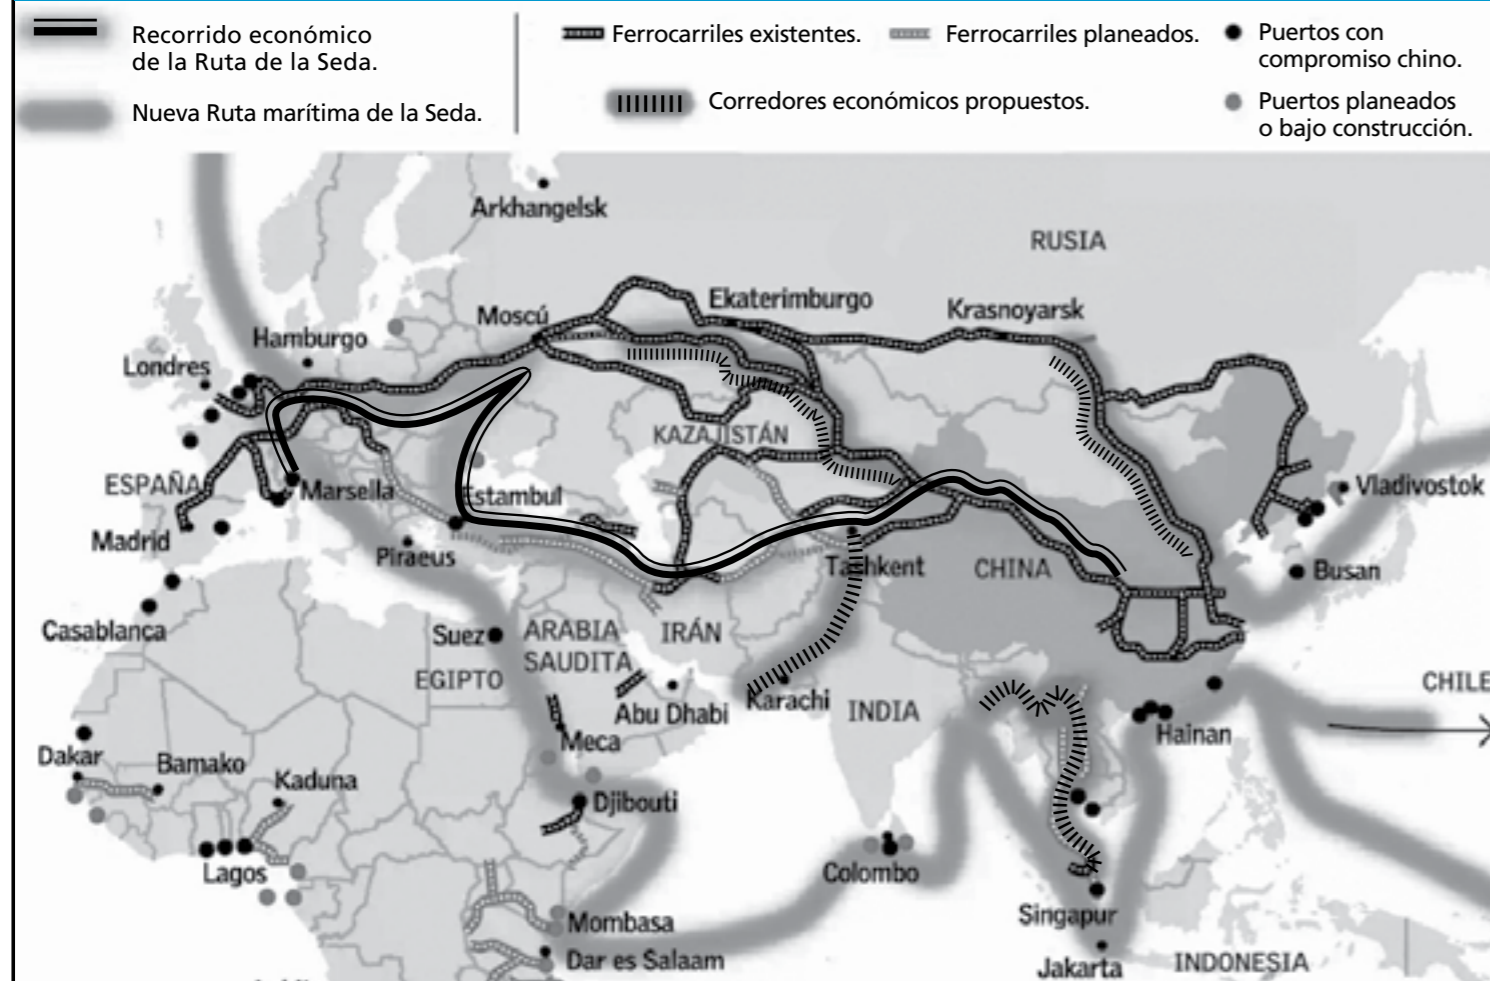 Recorrido económico
de la Ruta de la Seda.
Nueva Ruta marítima de la Seda.
Ferrocarriles existentes.
Ferrocarriles planeados.
Puertos con
compromiso chino.
Corredores económicos propuestos.
Puertos planeados
o bajo construcción.
Arkhangelsk
RUSIA
Ekaterimburgo
Krasnoyarsk
Moscú
Hamburgo
Londres
KAZAJISTÁN
ESPAÑA
Marsella
Estambul
Vladivostok
Madrid
Piraeus
Tashkent
CHINA
Busan
Casablanca
Suez
ARABIA
SAUDITA
IRÁN
EGIPTO
CHILE
Abu Dhabi
Karachi
INDIA
Meca
Hainan
Dakar
Bamako
Kaduna
Djibouti
Lagos
Colombo
Singapur
Mombasa
Dar es Salaam
Jakarta
INDONESIA